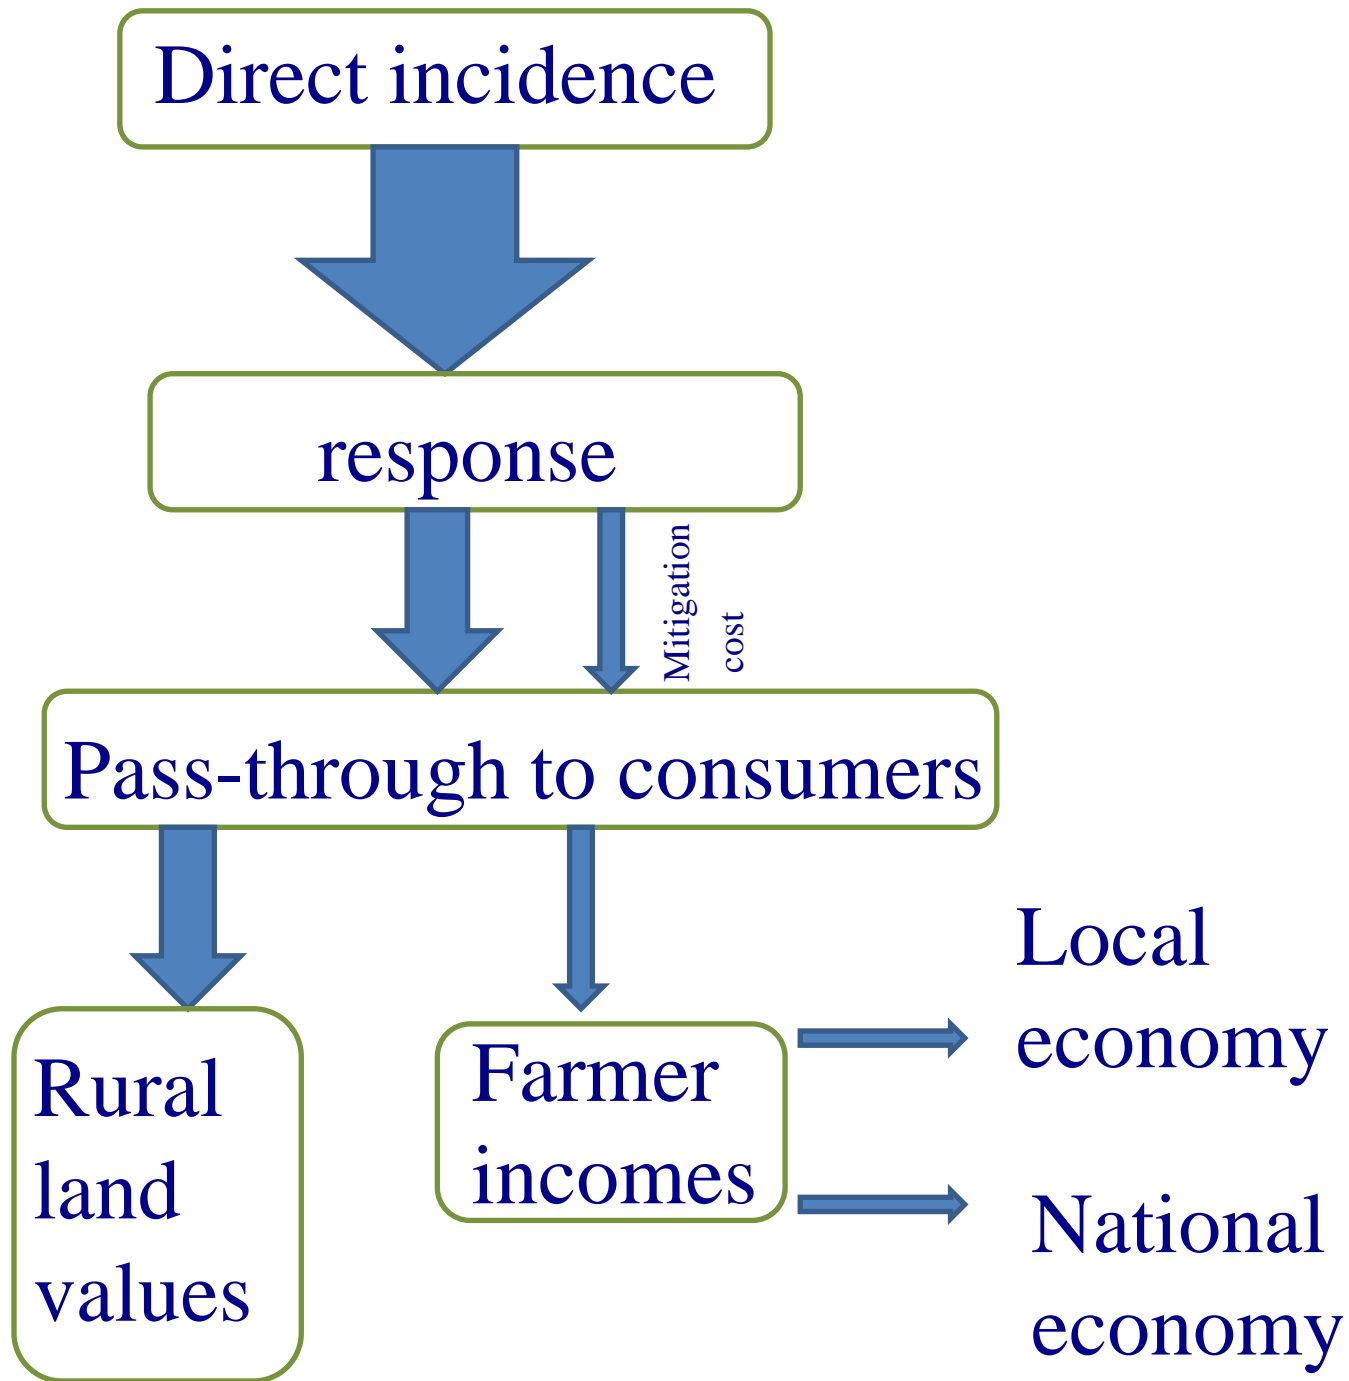 Direct incidence
response
Mitigation
cost
Pass-through to consumers
Rural
land
values
Farmer
incomes
Local
economy
National
economy